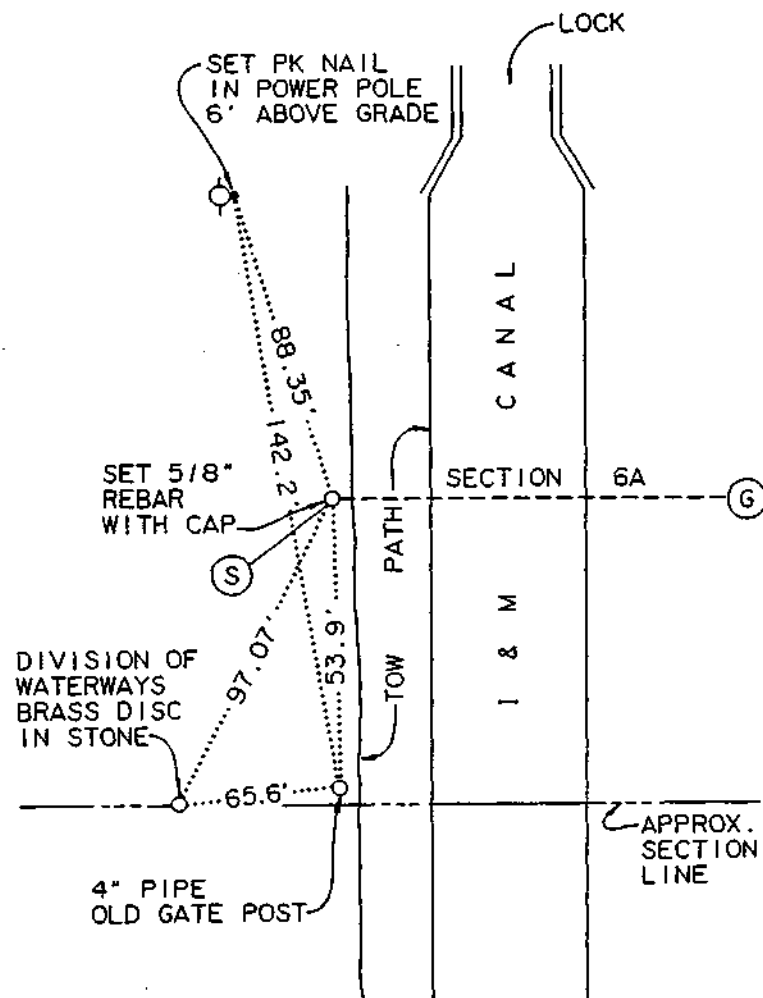 LOCK
SET PK NAIL
IN POWER POLE
6' ABOVE GRADE
88.35'
142.2
CANAL
SET 5/8"
REBAR
WITH CAP
SECTION 6A
G
S
TOW PATH
I & M
97.07'
53.9'
DIVISION OF
WATERWAYS
BRASS DISC
IN STONE
65.6'
APPROX.
SECTION
LINE
4" PIPE
OLD GATE POST